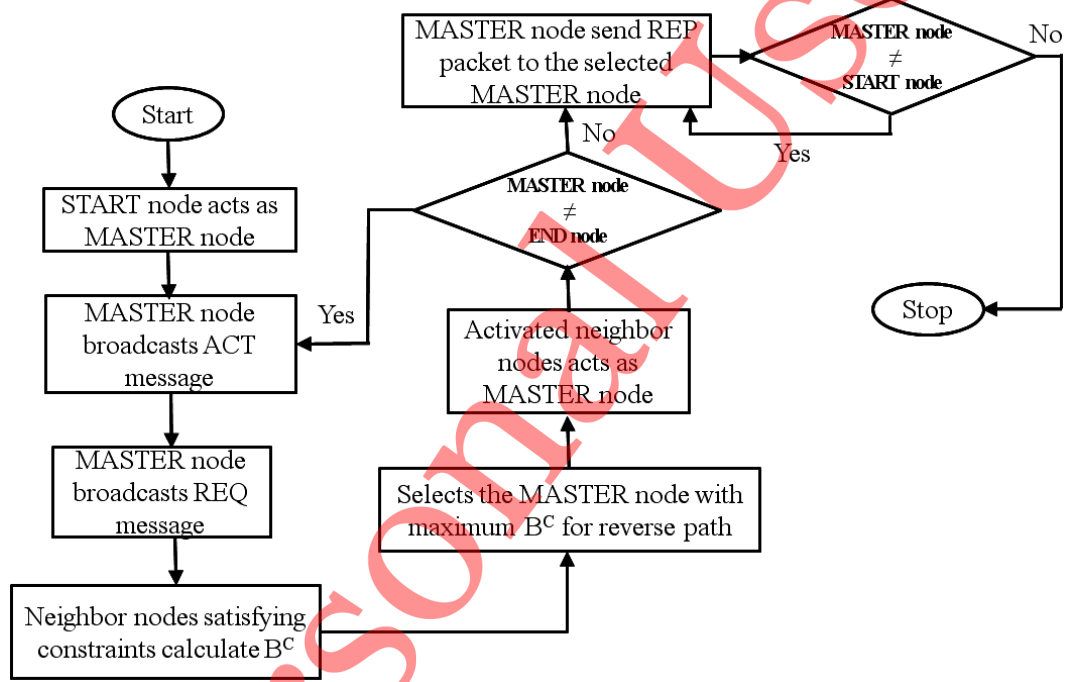 Start
START node acts as
MASTER node
MASTER node
broadcasts ACT
message
MASTER node
broadcasts REQ
message
Neighbor nodes satisfying
constraints calculate Bᶜ
Selects the MASTER node with
maximum Bᶜ for reverse path
Activated neighbor
nodes acts as
MASTER node
MASTER node
≠
END node
Yes
No
MASTER node send REP
packet to the selected
MASTER node
MASTER node
≠
START node
Yes
No
Stop
rsonal Us